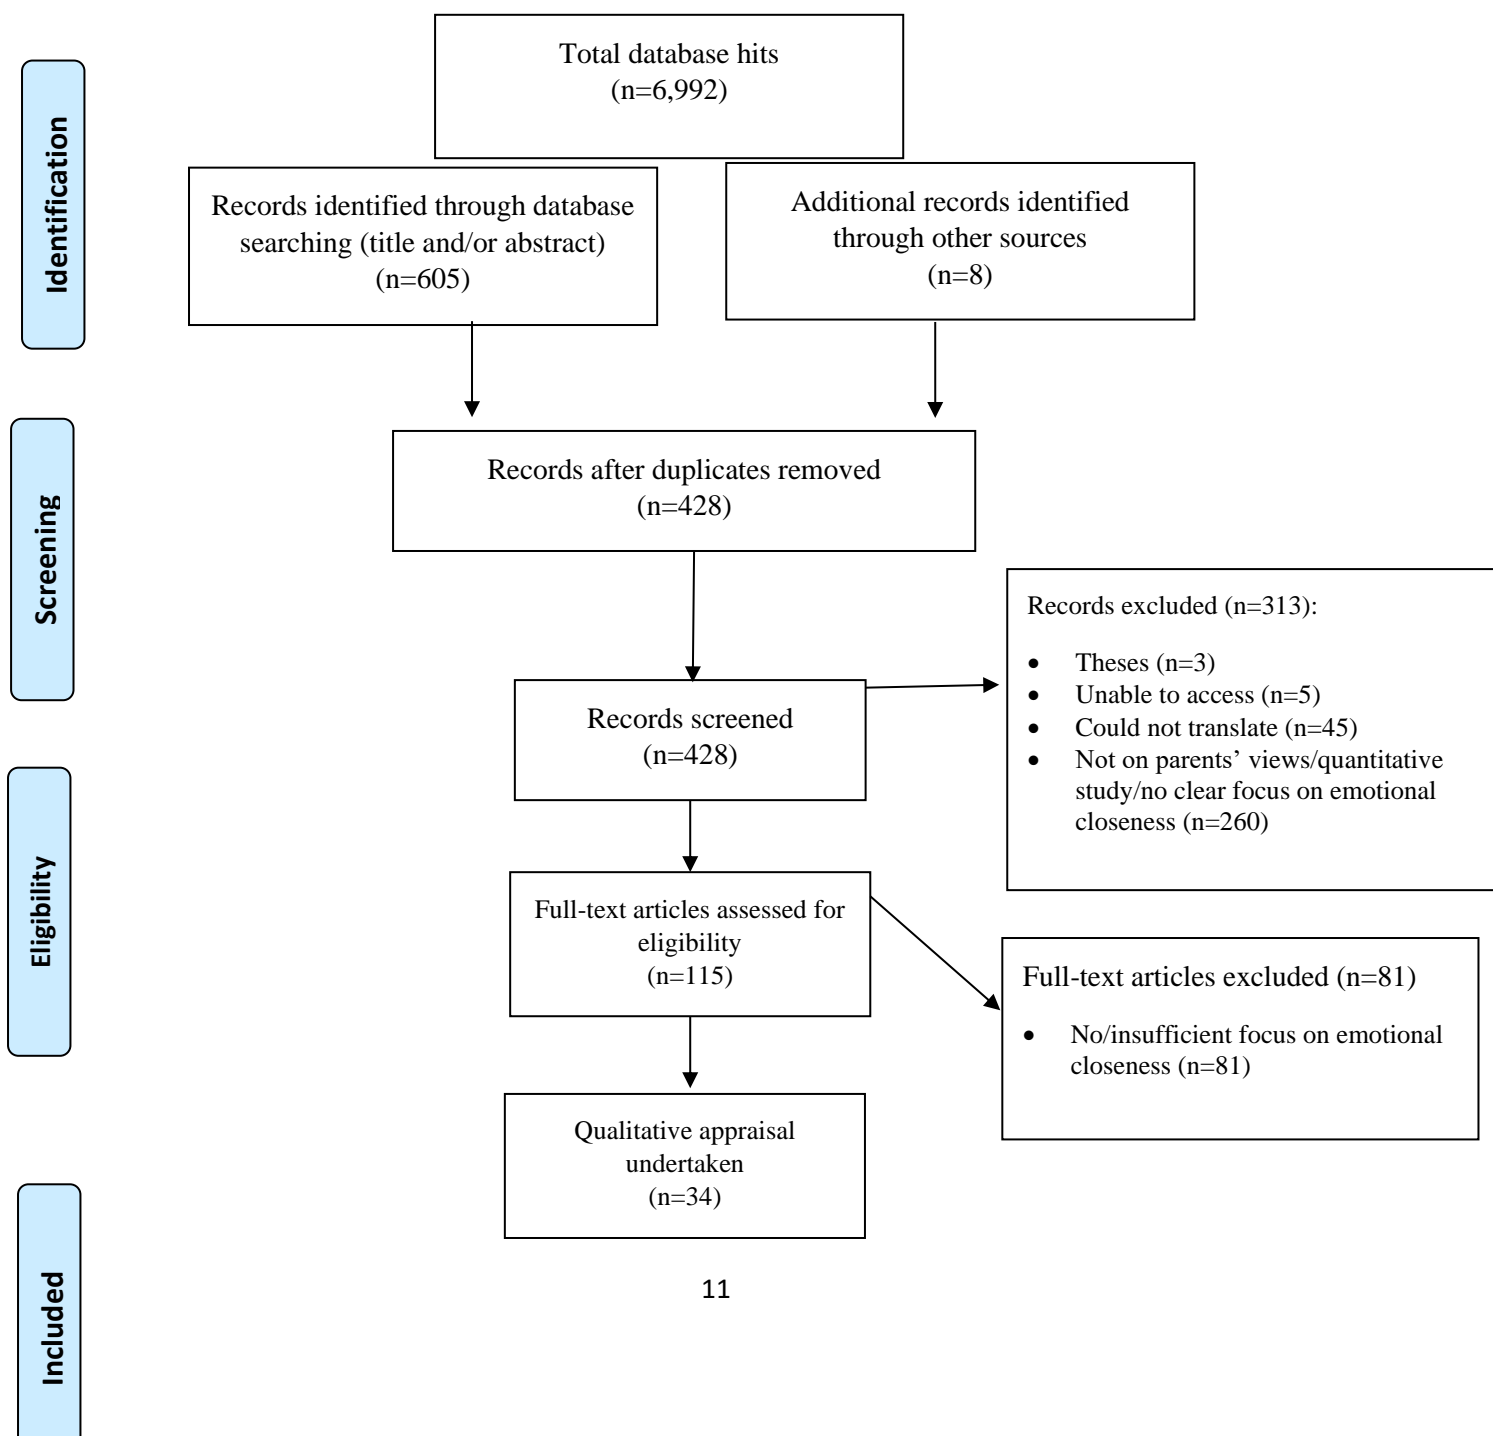 Total database hits
(n=6,992)
Identification
Records identified through database
searching (title and/or abstract)
(n=605)
Additional records identified
through other sources
(n=8)
Screening
Records after duplicates removed
(n=428)
Records excluded (n=313):
• Theses (n=3)
• Unable to access (n=5)
• Could not translate (n=45)
• Not on parents’ views/quantitative
study/no clear focus on emotional
closeness (n=260)
Records screened
(n=428)
Eligibility
Full-text articles assessed for
eligibility
(n=115)
Full-text articles excluded (n=81)
• No/insufficient focus on emotional
closeness (n=81)
Qualitative appraisal
undertaken
(n=34)
Included
11